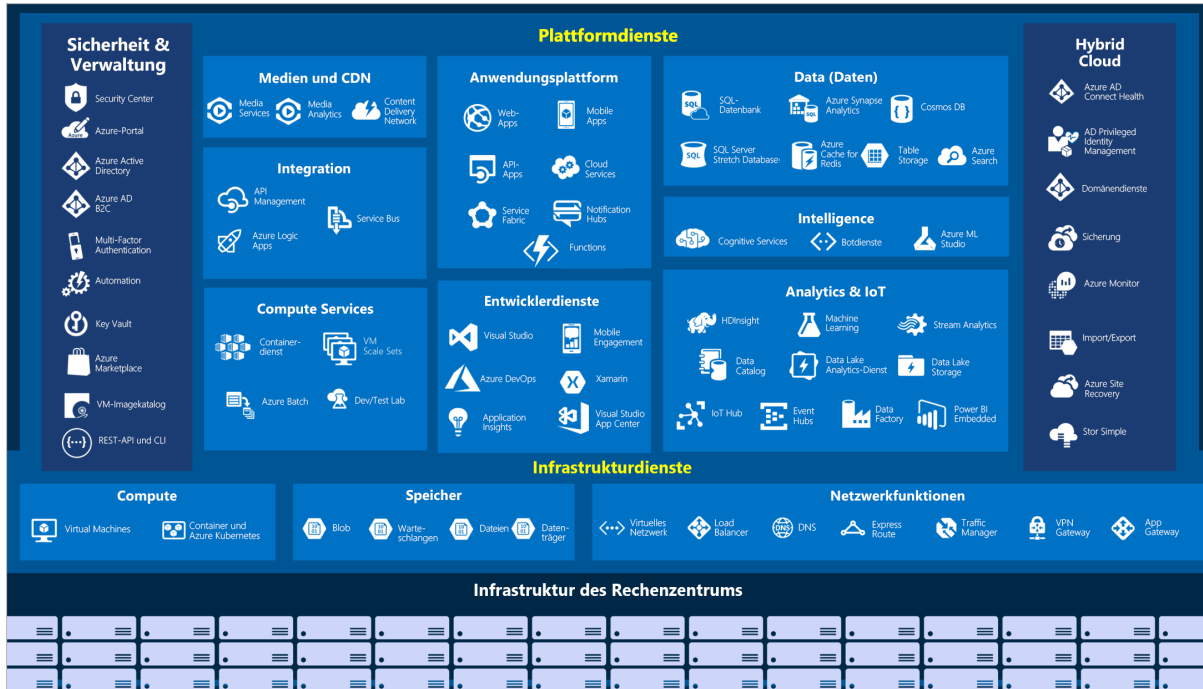 Plattformdienste
Sicherheit &
Verwaltung
Security Center
Azure
Azure-Portal
Azure Active
Directory
Azure AD
B2C
Multi-Factor
Authentication
Automation
Key Vault
Azure
Marketplace
VM-Imagekatalog
{···}
REST-API und CLI
Medien und CDN
Media
Services
Media
Analytics
Content
Delivery
Network
Integration
API
Management
Service Bus
Azure Logic
Apps
Compute Services
Container-
dienst
VM
Scale Sets
Azure Batch
Dev/Test Lab
Anwendungsplattform
Web-
Apps
Mobile
Apps
API-
Apps
Cloud
Services
Service
Fabric
Notification
Hubs
Functions
Entwicklerdienste
Visual Studio
Mobile
Engagement
Azure DevOps
Xamarin
Application
Insights
Visual Studio
App Center
Data (Daten)
SQL
SQL-
Datenbank
SQL
Azure Synapse
Analytics
Cosmos DB
SQL
SQL Server
Stretch Database
Azure
Cache for
Redis
Table
Storage
Azure
Search
Intelligence
Cognitive Services
Botdienste
Azure ML
Studio
Analytics & IoT
HDInsight
Machine
Learning
Stream Analytics
Data
Catalog
Data Lake
Analytics-Dienst
Data Lake
Storage
IoT Hub
Event
Hubs
Data
Factory
Power BI
Embedded
Hybrid
Cloud
Azure AD
Connect Health
AD Privileged
Identity
Management
Domänendienste
Sicherung
Azure Monitor
Import/Export
Azure Site
Recovery
Stor Simple
Infrastrukturdienste
Compute
Virtual Machines
Container und
Azure Kubernetes
Speicher
Blob
Warte-
schlangen
Dateien
Daten-
träger
Netzwerkfunktionen
Virtuelles
Netzwerk
Load
Balancer
DNS
DNS
Express
Route
Traffic
Manager
VPN
Gateway
App
Gateway
Infrastruktur des Rechenzentrums